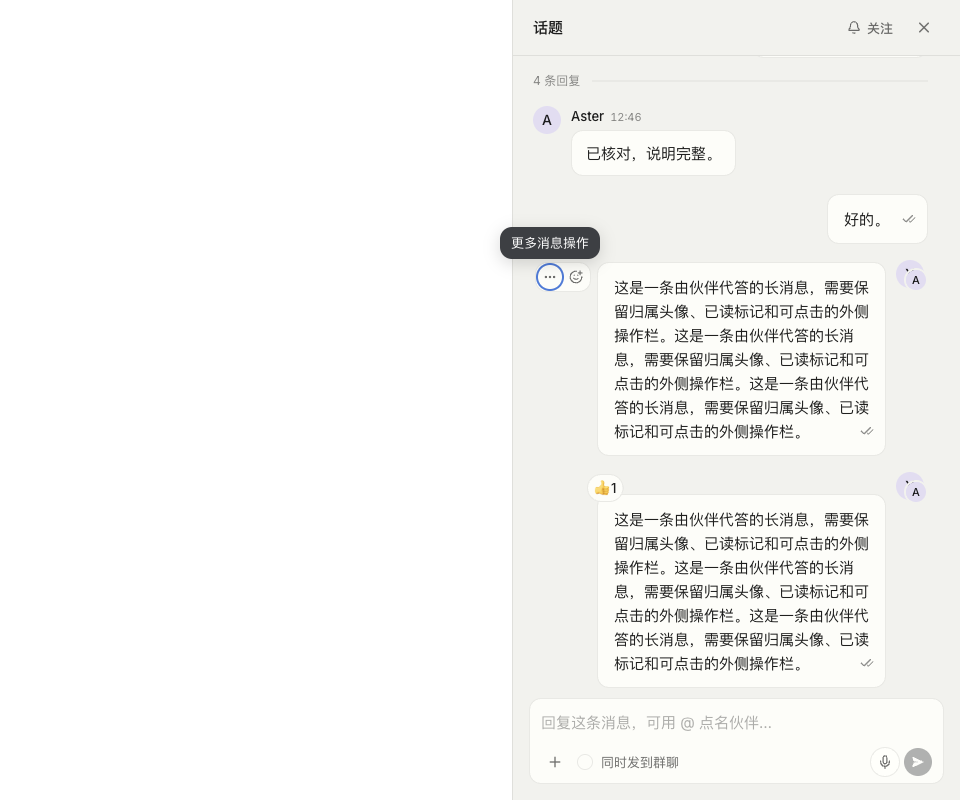 话题
关注
4 条回复
A
Aster 12:46
已核对，说明完整。
好的。
更多消息操作
A
这是一条由伙伴代答的长消息，需要保
留归属头像、已读标记和可点击的外侧
操作栏。这是一条由伙伴代答的长消
息，需要保留归属头像、已读标记和可
点击的外侧操作栏。这是一条由伙伴代
答的长消息，需要保留归属头像、已读
标记和可点击的外侧操作栏。
👍1
A
这是一条由伙伴代答的长消息，需要保
留归属头像、已读标记和可点击的外侧
操作栏。这是一条由伙伴代答的长消
息，需要保留归属头像、已读标记和可
点击的外侧操作栏。这是一条由伙伴代
答的长消息，需要保留归属头像、已读
标记和可点击的外侧操作栏。
回复这条消息，可用 @ 点名伙伴...
同时发到群聊